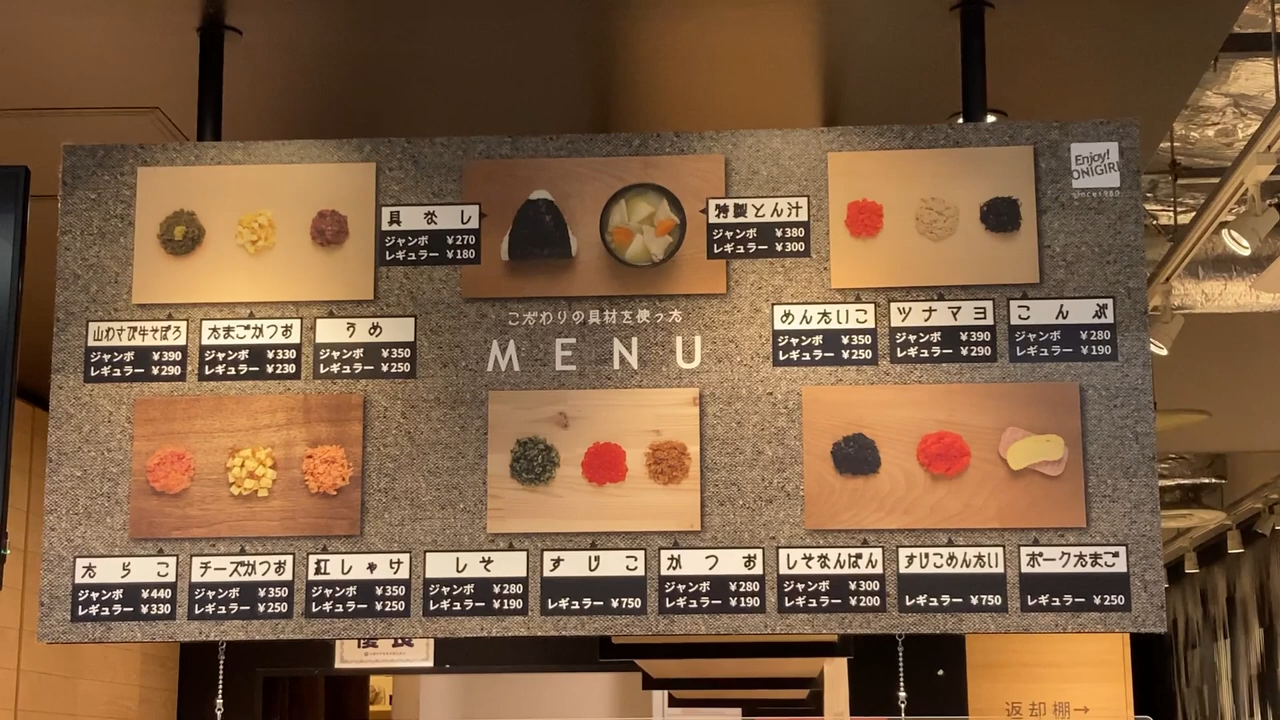 Enjoy!
ONIGIRI
since1980
具なし
ジャンボ ¥270
レギュラー ¥180
特製とん汁
ジャンボ ¥380
レギュラー ¥300
山わさび牛そぼろ
ジャンボ ¥390
レギュラー ¥290
たまごかつお
ジャンボ ¥330
レギュラー ¥230
うめ
ジャンボ ¥350
レギュラー ¥250
こだわりの具材を使った
MENU
めんたいこ
ジャンボ ¥350
レギュラー ¥250
ツナマヨ
ジャンボ ¥390
レギュラー ¥290
こんぶ
ジャンボ ¥280
レギュラー ¥190
たらこ
ジャンボ ¥440
レギュラー ¥330
チーズかつお
ジャンボ ¥350
レギュラー ¥250
紅しゃけ
ジャンボ ¥350
レギュラー ¥250
しそ
ジャンボ ¥280
レギュラー ¥190
すじこ
レギュラー ¥750
かつお
ジャンボ ¥280
レギュラー ¥190
しそなんばん
ジャンボ ¥300
レギュラー ¥200
すじこめんたい
レギュラー ¥750
ポークたまご
レギュラー ¥250
返却棚→